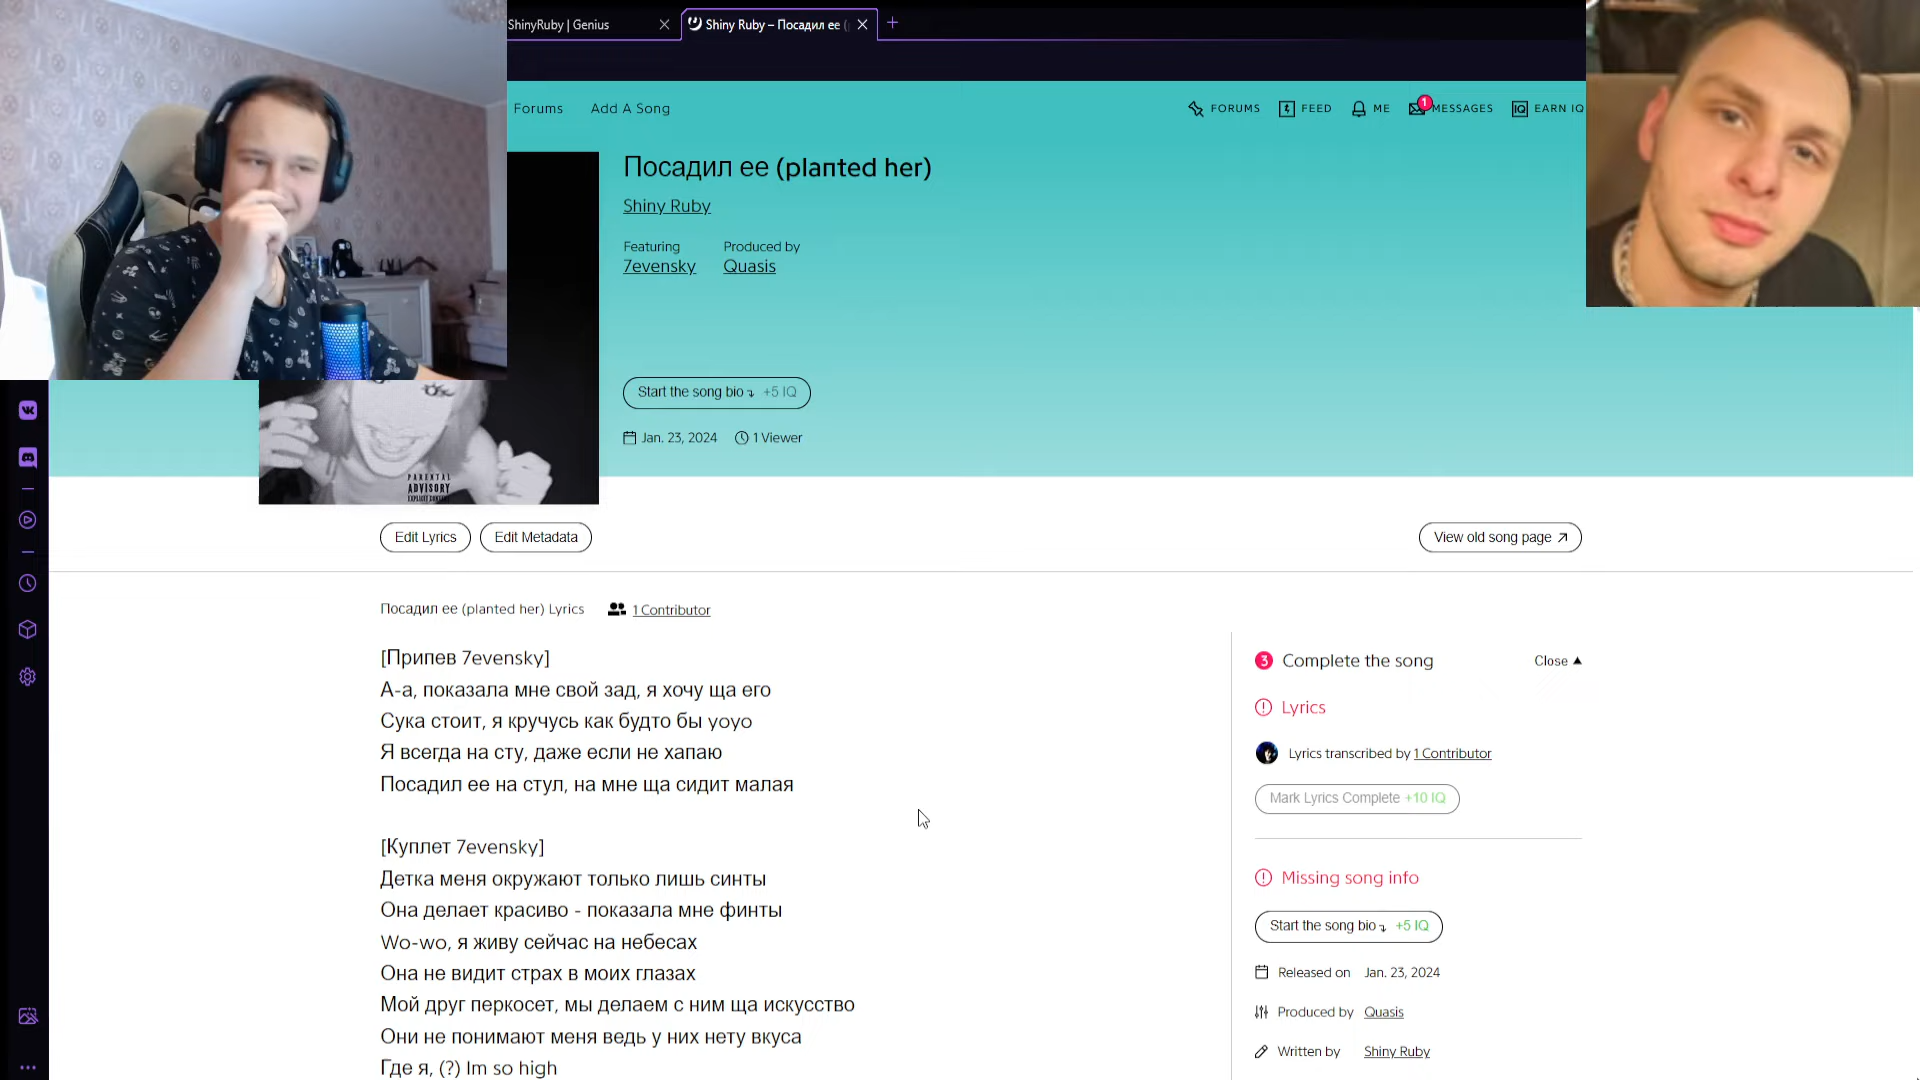 ShinyRuby | Genius
Shiny Ruby – Посадил ее (
Forums
Add A Song
FORUMS
FEED
ME
1
MESSAGES
EARN IQ
Посадил ее (planted her)
Shiny Ruby
Featuring
Produced by
7evensky
Quasis
Start the song bio +5 IQ
Jan. 23, 2024
1 Viewer
PARENTAL
ADVISORY
EXPLICIT CONTENT
Edit Lyrics
Edit Metadata
View old song page
Посадил ее (planted her) Lyrics
1 Contributor
[Припев 7evensky]
А-а, показала мне свой зад, я хочу ща его
Сука стоит, я кручусь как будто бы yoyo
Я всегда на сту, даже если не хапаю
Посадил ее на стул, на мне ща сидит малая
[Куплет 7evensky]
Детка меня окружают только лишь синты
Она делает красиво - показала мне финты
Wo-wo, я живу сейчас на небесах
Она не видит страх в моих глазах
Мой друг перкосет, мы делаем с ним ща искусство
Они не понимают меня ведь у них нету вкуса
Где я, (?) Im so high
3 Complete the song
Close
Lyrics
Lyrics transcribed by 1 Contributor
Mark Lyrics Complete +10 IQ
Missing song info
Start the song bio +5 IQ
Released on Jan. 23, 2024
Produced by Quasis
Written by Shiny Ruby